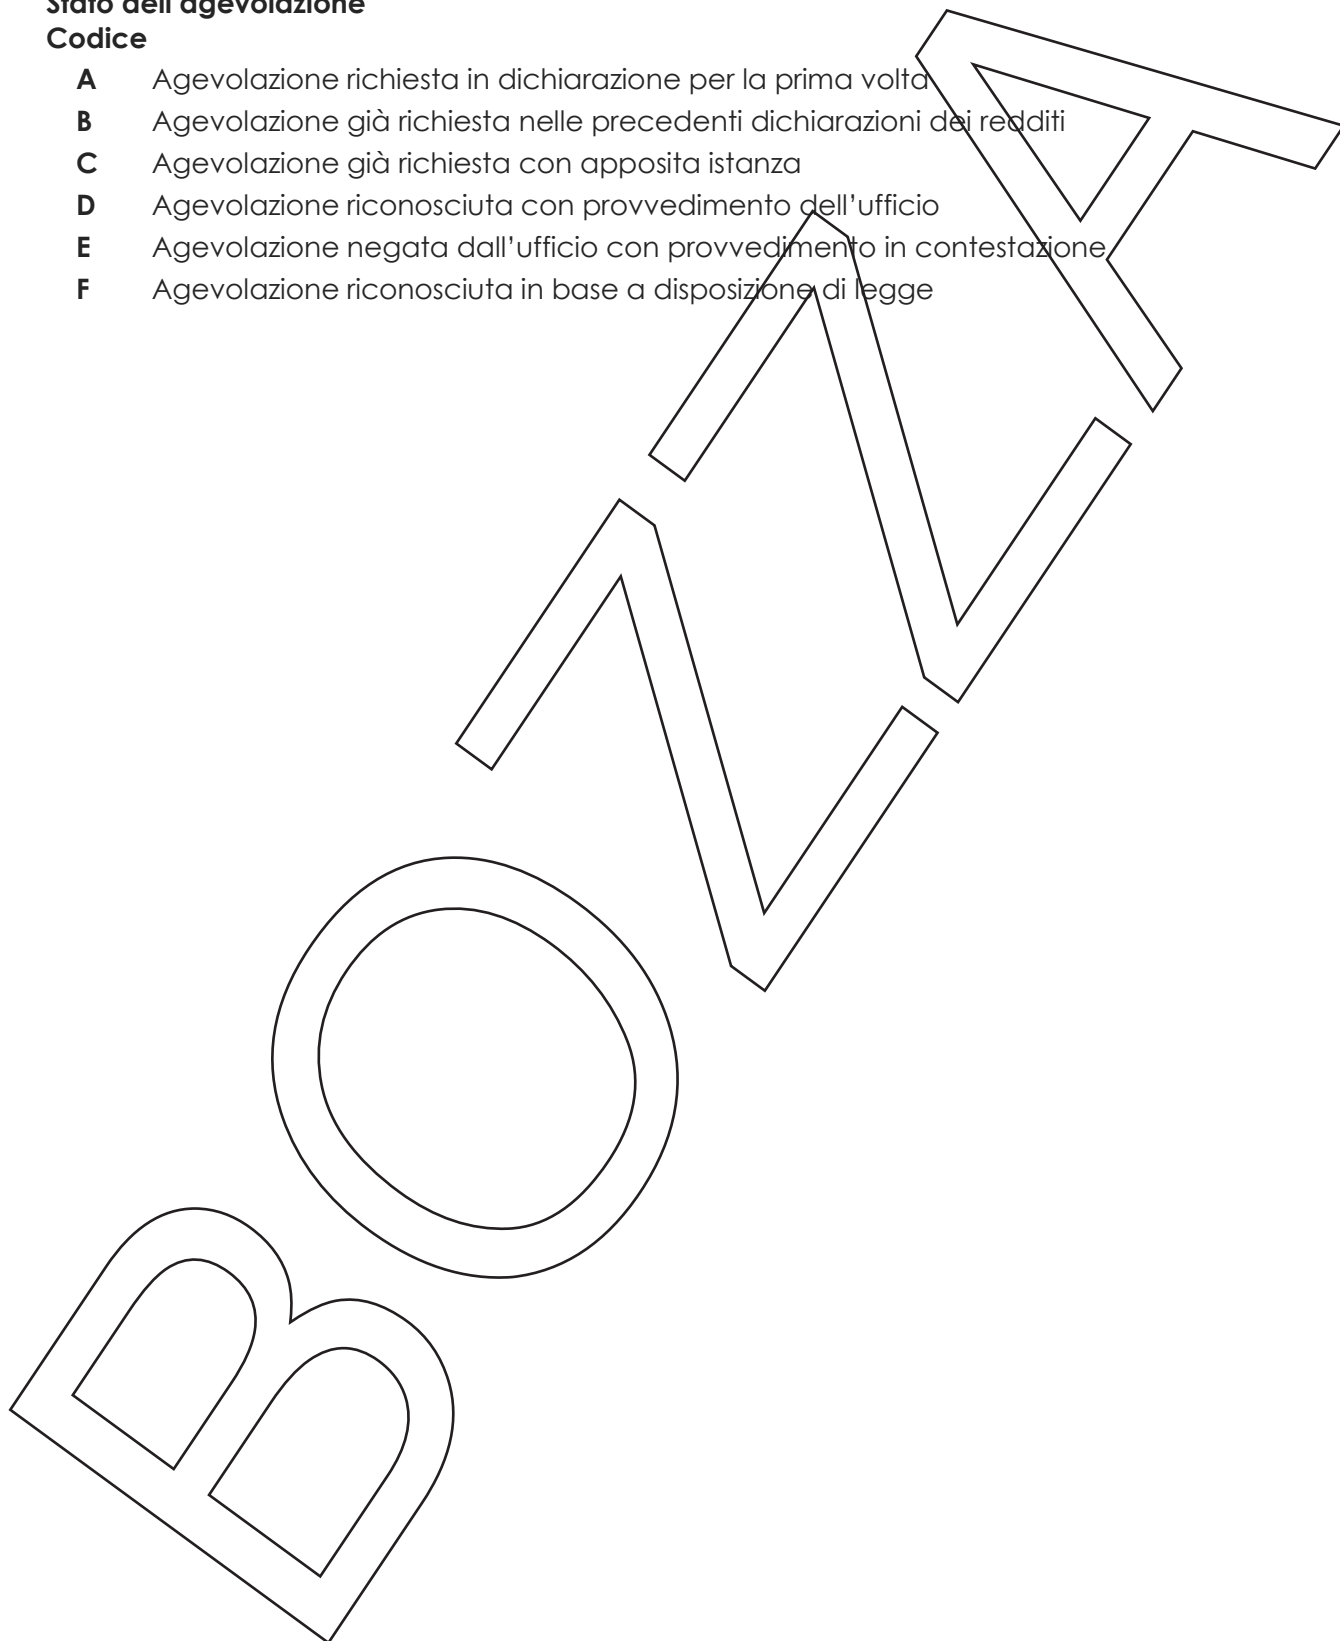 Stato dell'agevolazione
Codice
A Agevolazione richiesta in dichiarazione per la prima volta
B Agevolazione già richiesta nelle precedenti dichiarazioni dei redditi
C Agevolazione già richiesta con apposita istanza
D Agevolazione riconosciuta con provvedimento dell’ufficio
E Agevolazione negata dall’ufficio con provvedimento in contestazione
F Agevolazione riconosciuta in base a disposizione di legge
BOZZA